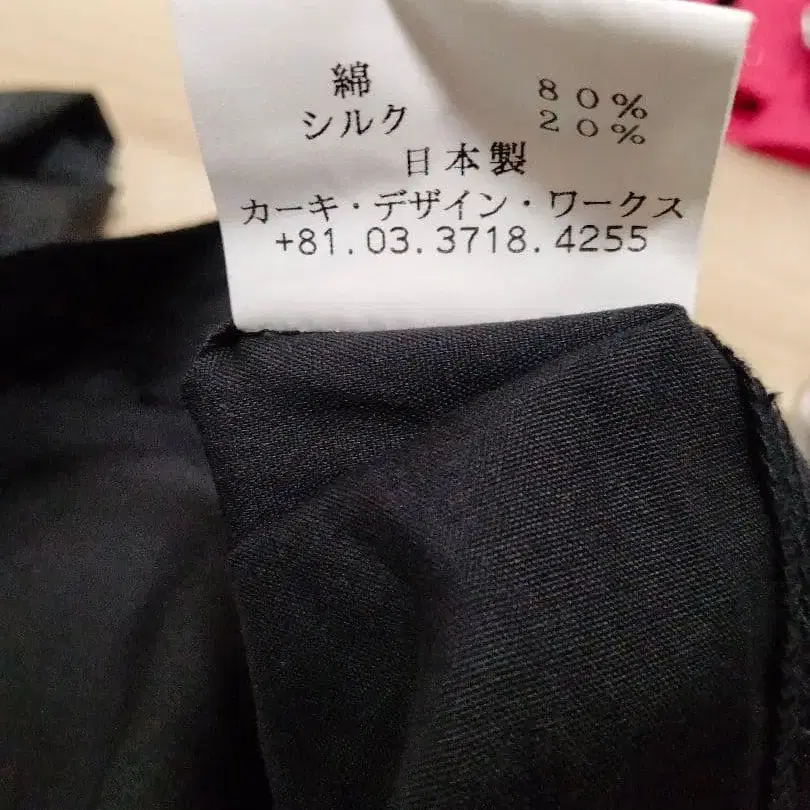 綿 80%
シルク 20%
日本製
カーキ・デザイン・ワークス
+81.03.3718.4255